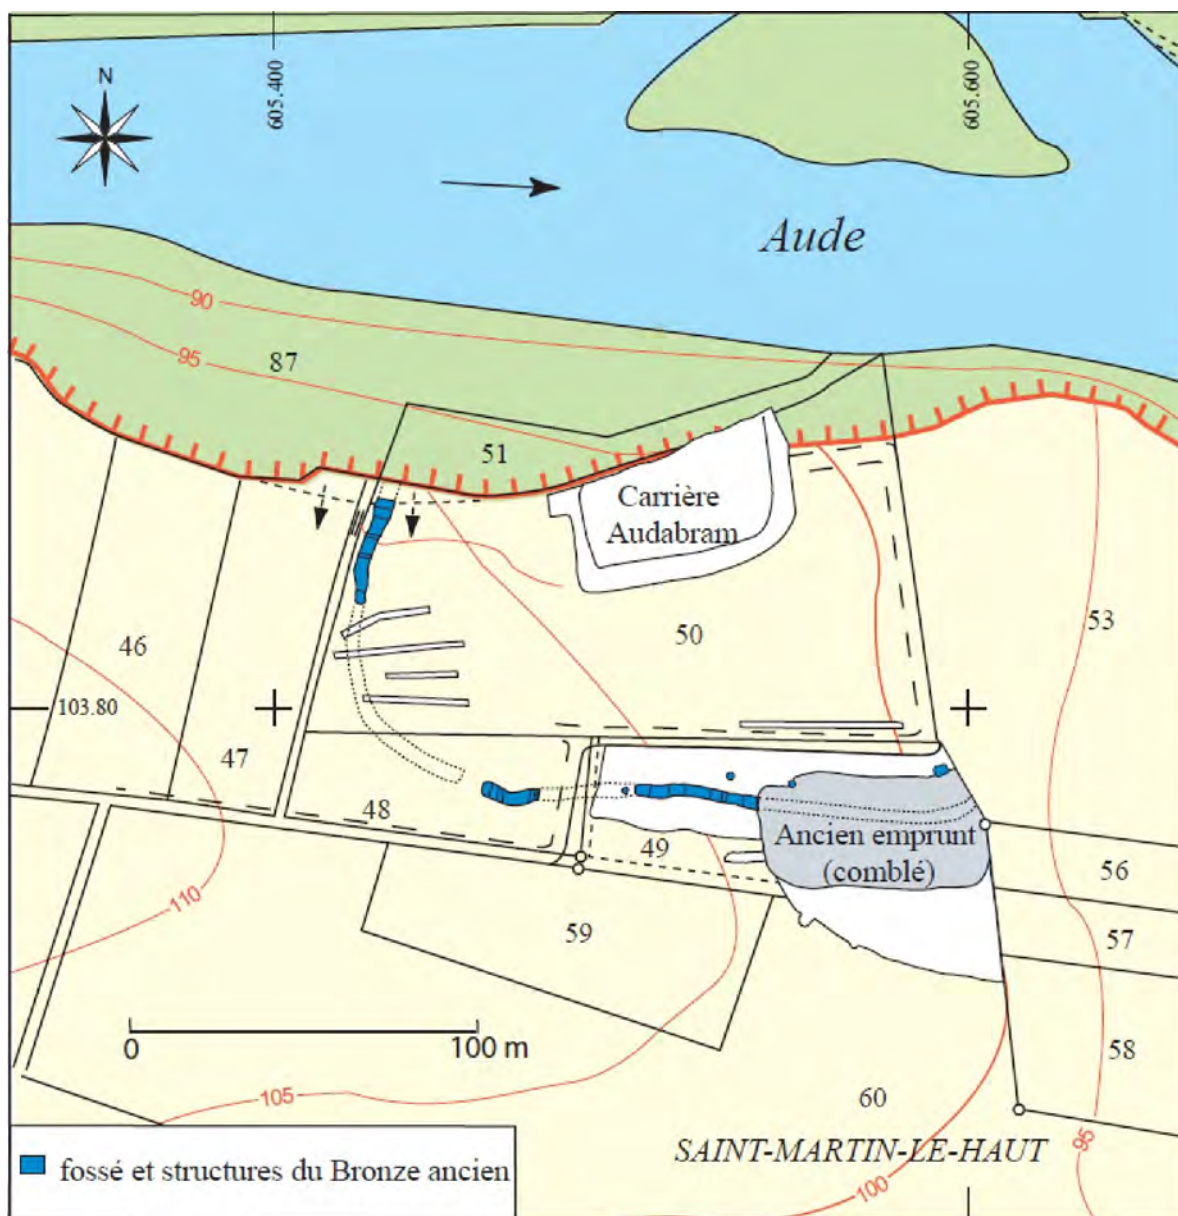 605.400
605.600
N
Aude
90
95
87
51
Carrière
Audabram
46
50
53
103.80
47
48
49
Ancien emprunt
(comblé)
56
110
59
57
0
100 m
58
105
60
SAINT-MARTIN-LE-HAUT
95
100
fossé et structures du Bronze ancien